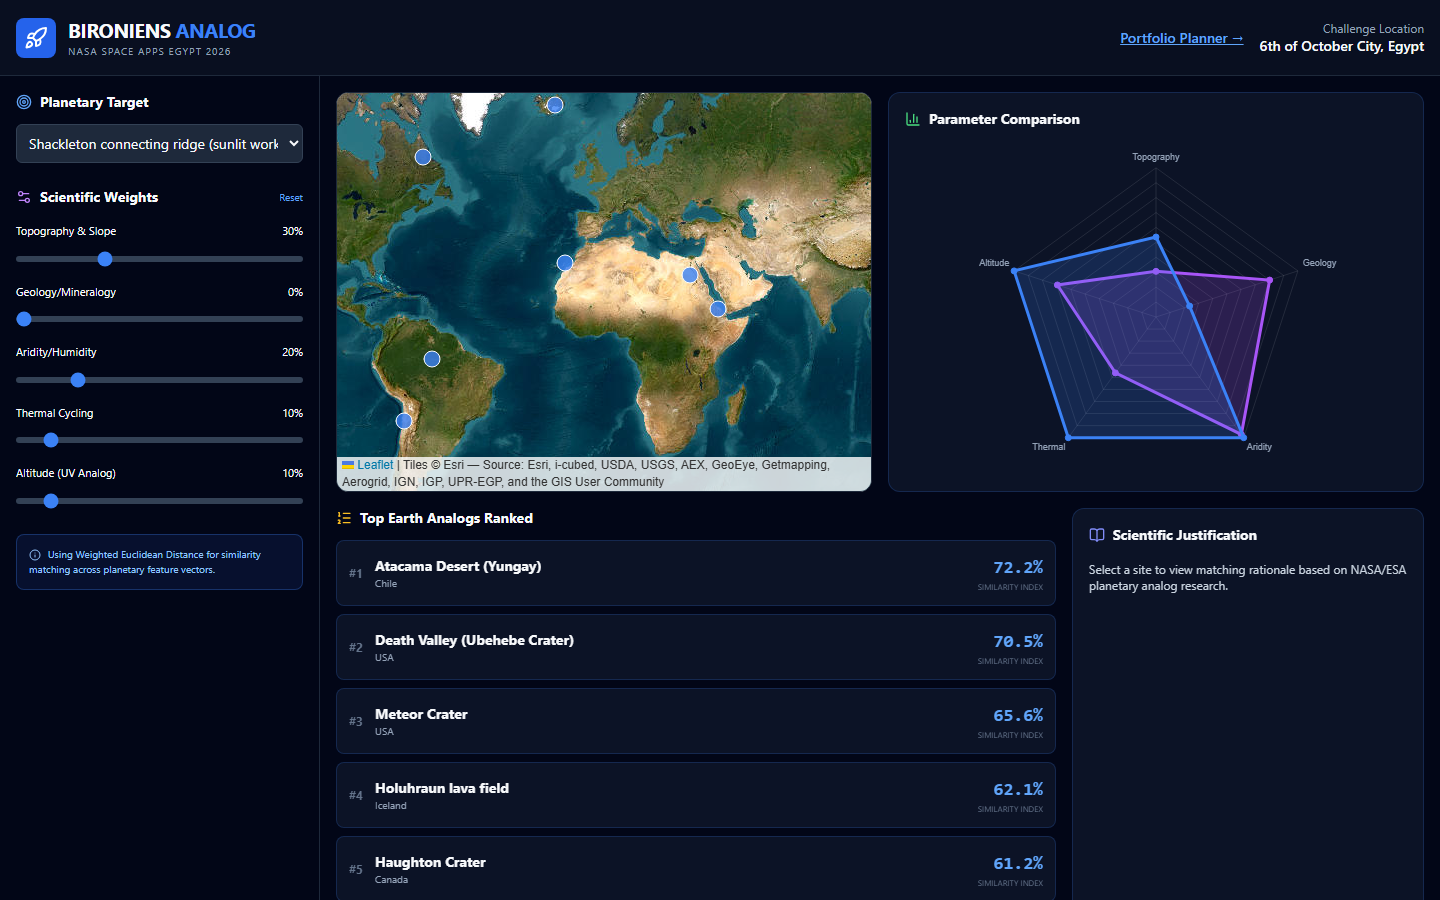 BIRONIENS ANALOG
NASA SPACE APPS EGYPT 2026
Portfolio Planner →
Challenge Location
6th of October City, Egypt
Planetary Target
Shackleton connecting ridge (sunlit work
Scientific Weights
Reset
Topography & Slope
30%
Geology/Mineralogy
0%
Aridity/Humidity
20%
Thermal Cycling
10%
Altitude (UV Analog)
10%
Using Weighted Euclidean Distance for similarity
matching across planetary feature vectors.
Leaflet | Tiles © Esri — Source: Esri, i-cubed, USDA, USGS, AEX, GeoEye, Getmapping,
Aerogrid, IGN, IGP, UPR-EGP, and the GIS User Community
Parameter Comparison
Topography
Altitude
Geology
Thermal
Aridity
Top Earth Analogs Ranked
#1
Atacama Desert (Yungay)
Chile
72.2%
SIMILARITY INDEX
#2
Death Valley (Ubehebe Crater)
USA
70.5%
SIMILARITY INDEX
#3
Meteor Crater
USA
65.6%
SIMILARITY INDEX
#4
Holuhraun lava field
Iceland
62.1%
SIMILARITY INDEX
#5
Haughton Crater
Canada
61.2%
SIMILARITY INDEX
Scientific Justification
Select a site to view matching rationale based on NASA/ESA
planetary analog research.